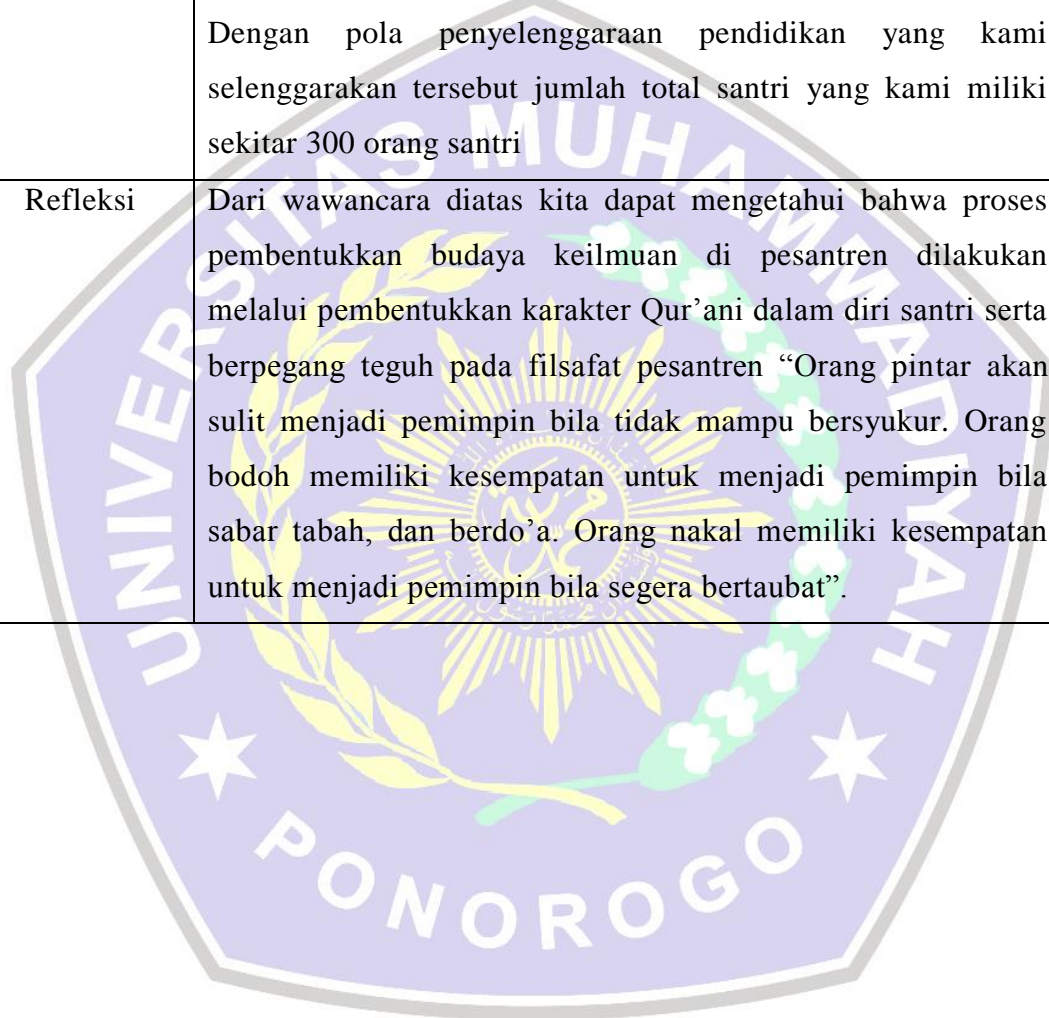 Dengan pola penyelenggaraan pendidikan yang kami
selenggarakan tersebut jumlah total santri yang kami miliki
sekitar 300 orang santri
Refleksi
Dari wawancara diatas kita dapat mengetahui bahwa proses
pembentukkan budaya keilmuan di pesantren dilakukan
melalui pembentukkan karakter Qur’ani dalam diri santri serta
berpegang teguh pada filsafat pesantren “Orang pintar akan
sulit menjadi pemimpin bila tidak mampu bersyukur. Orang
bodoh memiliki kesempatan untuk menjadi pemimpin bila
sabar tabah, dan berdo’a. Orang nakal memiliki kesempatan
untuk menjadi pemimpin bila segera bertaubat”.
UNIVERSITAS MUHAMMADIYAH
PONOROGO